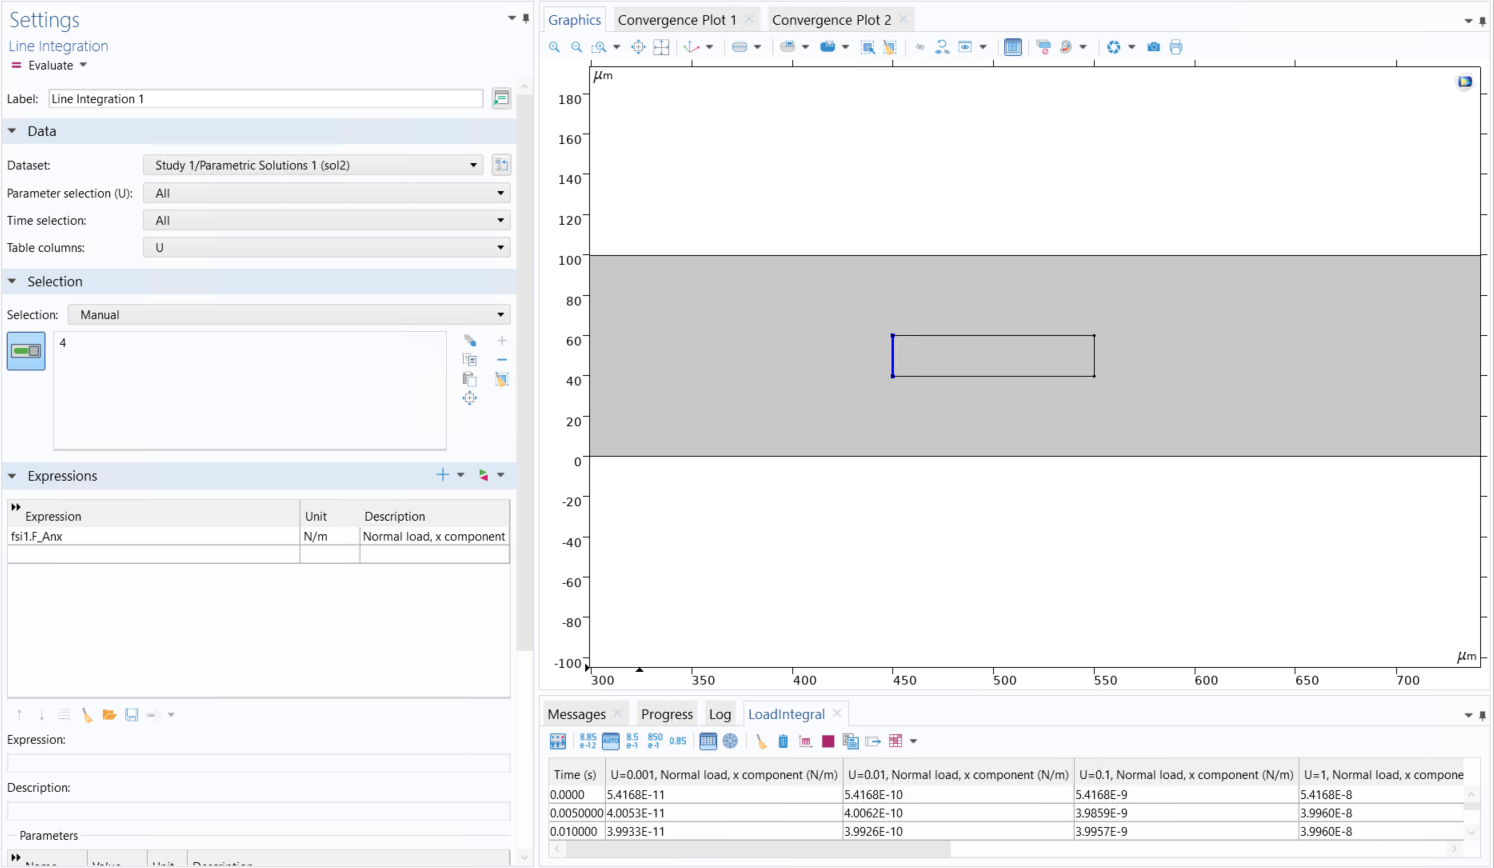 Settings
Line Integration
= Evaluate
Label: Line Integration 1
Data
Dataset: Study 1/Parametric Solutions 1 (sol2)
Parameter selection (U): All
Time selection: All
Table columns: U
Selection
Selection: Manual
4
Expressions
Expression Unit Description
fsi1.F_Anx N/m Normal load, x component
Expression:
Description:
Parameters
Name Value Unit Description
Graphics Convergence Plot 1 Convergence Plot 2
µm
180
160
140
120
100
80
60
40
20
0
-20
-40
-60
-80
-100
µm
300 350 400 450 500 550 600 650 700
Messages Progress Log LoadIntegral
8.85 e-12 AUTO 8.5 e-1 850 e-1 0.85
Time (s) U=0.001, Normal load, x component (N/m) U=0.01, Normal load, x component (N/m) U=0.1, Normal load, x component (N/m) U=1, Normal load, x compone
0.0000 5.4168E-11 5.4168E-10 5.4168E-9 5.4168E-8
0.0050000 4.0053E-11 4.0062E-10 3.9859E-9 3.9960E-8
0.010000 3.9933E-11 3.9926E-10 3.9957E-9 3.9960E-8